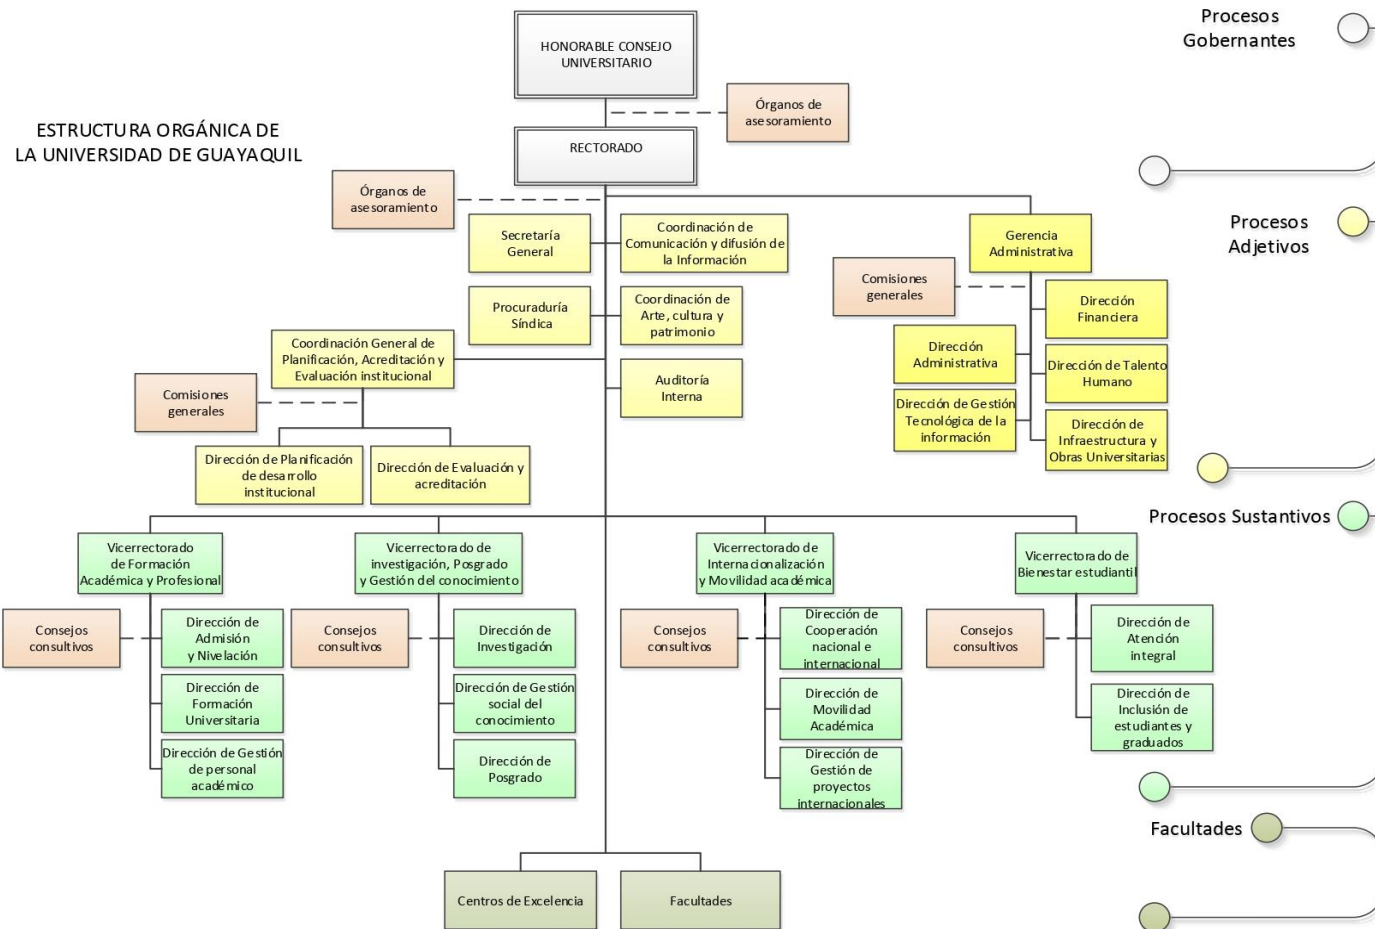 Procesos
Gobernantes
HONORABLE CONSEJO
UNIVERSITARIO
Órganos de
asesoramiento
ESTRUCTURA ORGÁNICA DE
LA UNIVERSIDAD DE GUAYAQUIL
RECTORADO
Órganos de
asesoramiento
Procesos
Adjetivos
Secretaría
General
Coordinación de
Comunicación y difusión de
la Información
Gerencia
Administrativa
Comisiones
generales
Procuraduría
Síndica
Coordinación de
Arte, cultura y
patrimonio
Dirección
Financiera
Coordinación General de
Planificación, Acreditación y
Evaluación institucional
Dirección
Administrativa
Dirección de Talento
Humano
Auditoría
Interna
Comisiones
generales
Dirección de Gestión
Tecnológica de la
información
Dirección de
Infraestructura y
Obras Universitarias
Dirección de Planificación
de desarrollo
institucional
Dirección de Evaluación y
acreditación
Procesos Sustantivos
Vicerrectorado
de Formación
Académica y Profesional
Vicerrectorado de
investigación, Posgrado
y Gestión del conocimiento
Vicerrectorado de
Internacionalización
y Movilidad académica
Vicerrectorado de
Bienestar estudiantil
Consejos
consultivos
Dirección de
Admisión
y Nivelación
Consejos
consultivos
Dirección de
Investigación
Consejos
consultivos
Dirección de
Cooperación
nacional e
internacional
Consejos
consultivos
Dirección de
Atención
integral
Dirección de
Formación
Universitaria
Dirección de Gestión
social del
conocimiento
Dirección de
Movilidad
Académica
Dirección de
Inclusión de
estudiantes y
graduados
Dirección de Gestión
de personal
académico
Dirección de
Posgrado
Dirección de
Gestión de
proyectos
internacionales
Facultades
Centros de Excelencia
Facultades